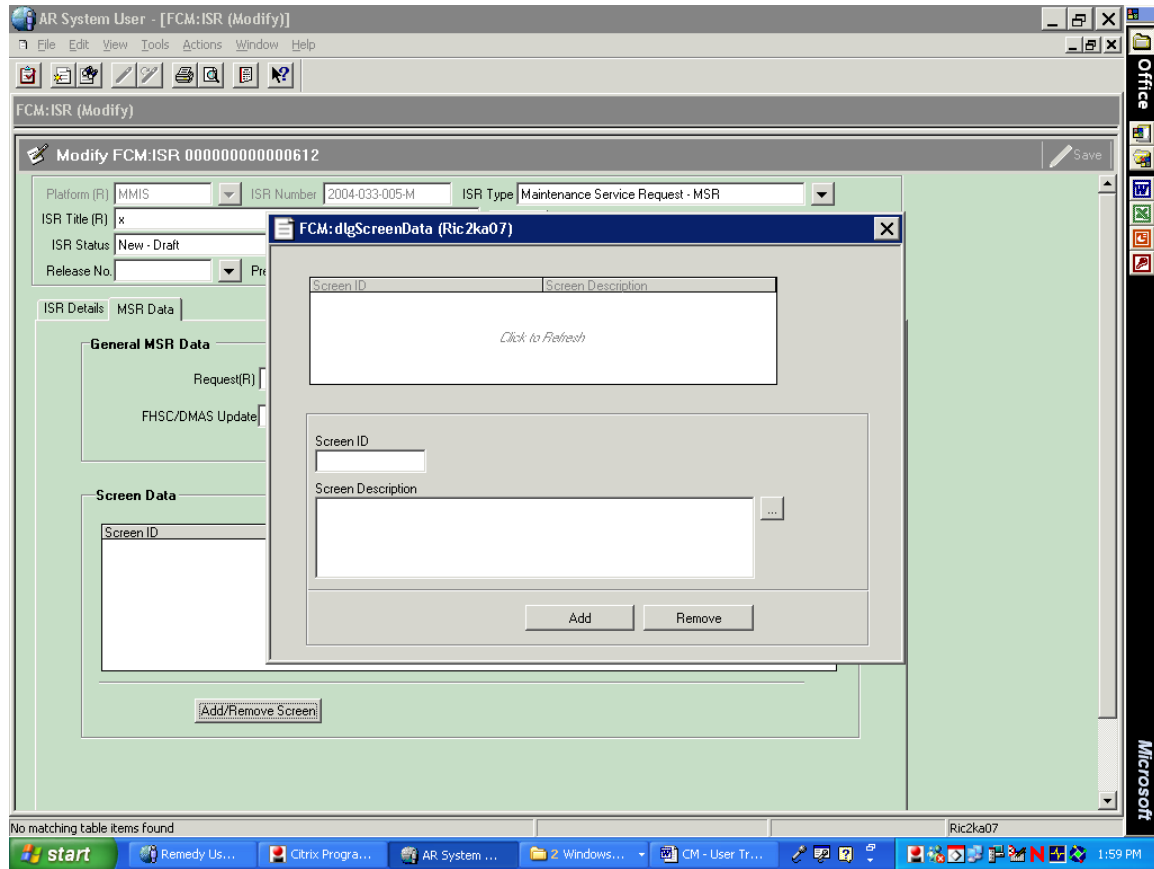 AR System User - [FCM:ISR (Modify)]
File Edit View Tools Actions Window Help
Office
FCM:ISR (Modify)
Modify FCM:ISR 000000000000612
Save
Platform (R) MMIS ISR Number 2004-033-005-M ISR Type Maintenance Service Request - MSR
ISR Title (R) x
ISR Status New - Draft
Release No. Pre
FCM:dlgScreenData (Ric2ka07)
Screen ID Screen Description
Click to Refresh
ISR Details MSR Data
General MSR Data
Request(R)
FHSC/DMAS Update
Screen ID
Screen Description
...
Screen Data
Screen ID
Add Remove
Add/Remove Screen
Microsoft
No matching table items found Ric2ka07
start Remedy Us... Citrix Progra... AR System ... 2 Windows... CM - User Tr... 1:59 PM